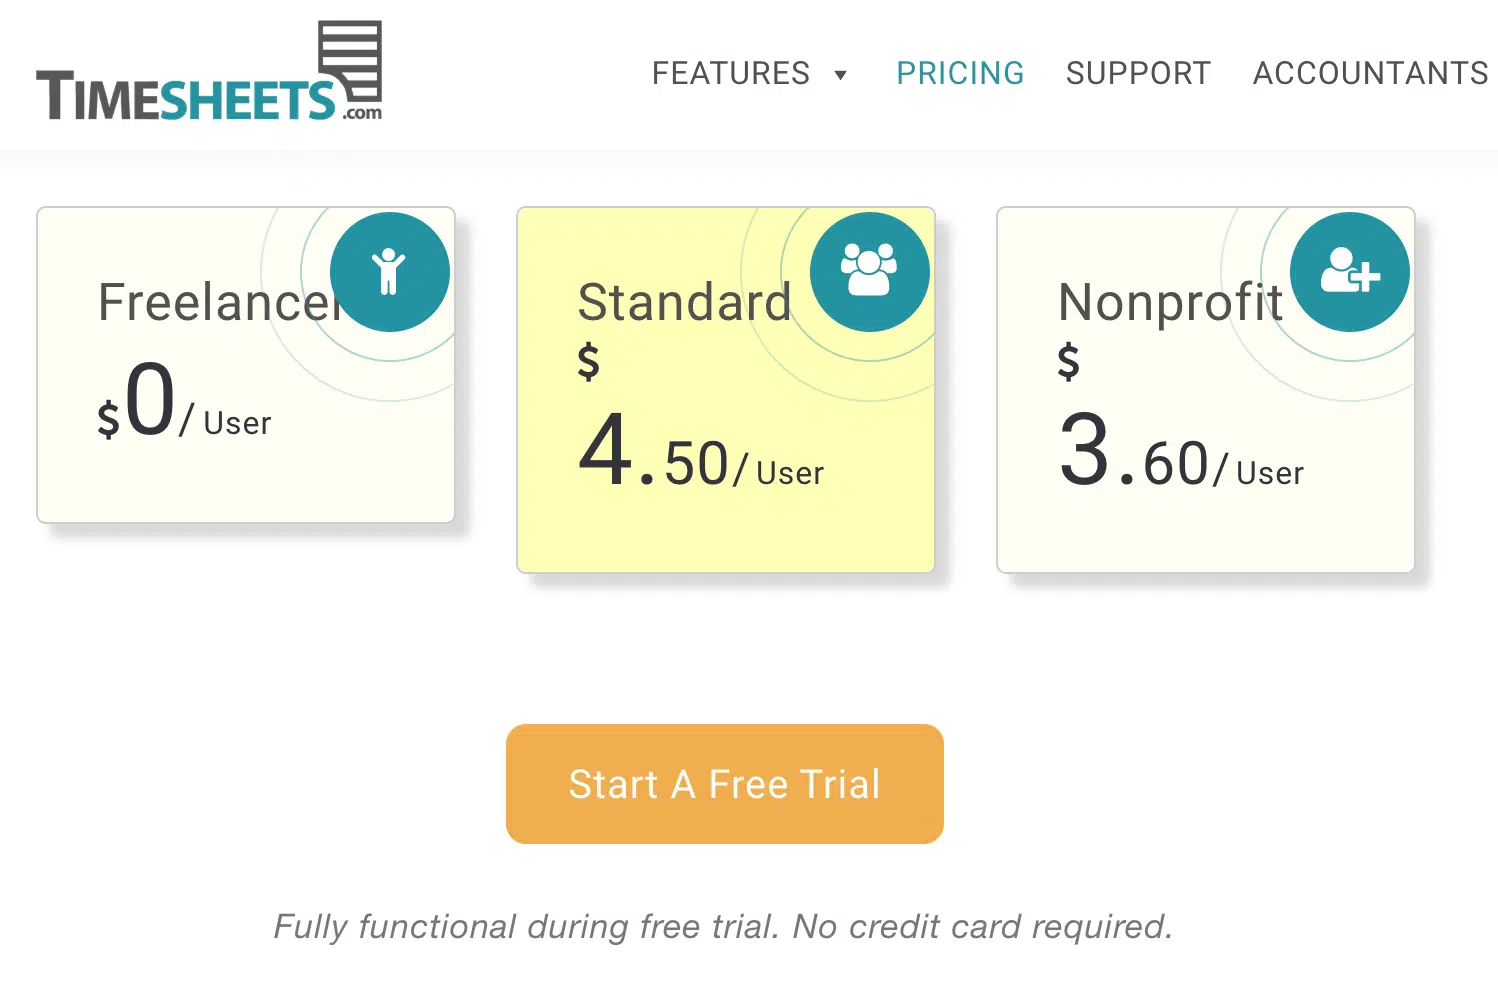 TIMESHEETS.com
FEATURES ▼ PRICING SUPPORT ACCOUNTANTS
Freelancer
$0/ User
Standard
$
4.50/ User
Nonprofit
$
3.60/ User
Start A Free Trial
Fully functional during free trial. No credit card required.